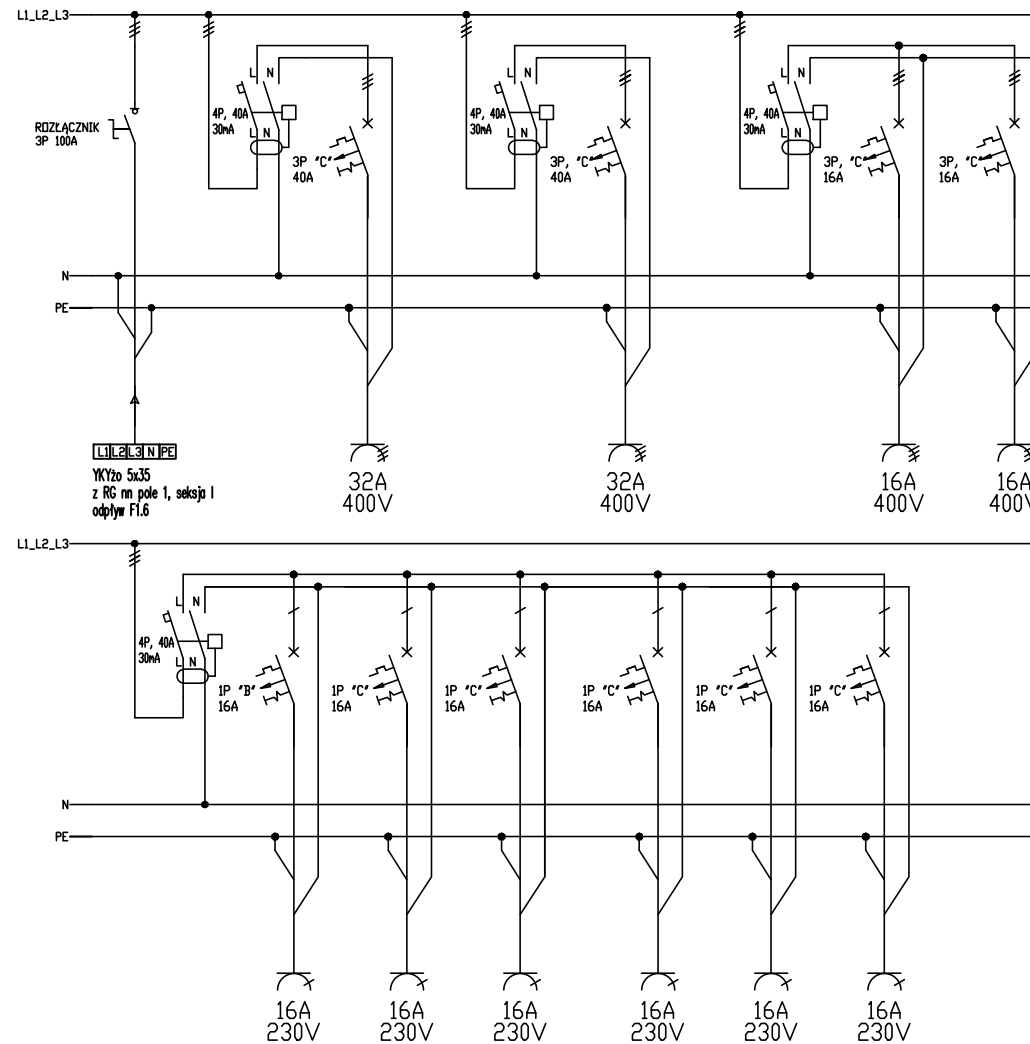 L1_L2_L3
L N
L N
L N
4P, 40A
30mA
4P, 40A
30mA
4P, 40A
30mA
ROZŁĄCZNIK
3P 100A
L N
L N
L N
3P "C"
40A
3P, "C"
40A
3P, "C"
16A
3P, "C"
16A
N
PE
L1 L2 L3 N PE
YKYżo 5x35
z RG nn pole 1, seksja I
odpływ F1.6
32A
400V
32A
400V
16A
400V
16A
400V
L1_L2_L3
L N
4P, 40A
30mA
L N
1P "B"
16A
1P "C"
16A
1P "C"
16A
1P "C"
16A
1P "C"
16A
1P "C"
16A
N
PE
16A
230V
16A
230V
16A
230V
16A
230V
16A
230V
16A
230V